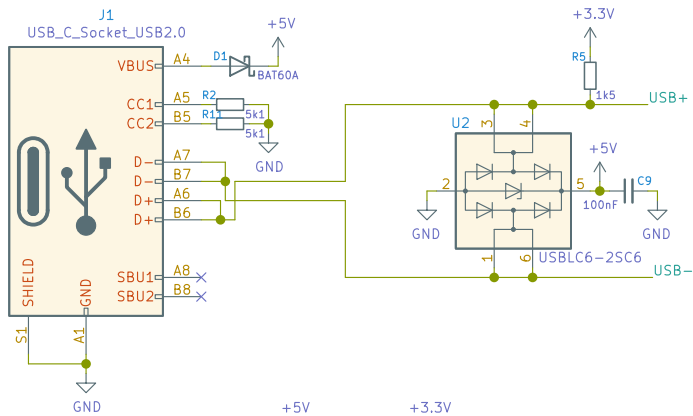 J1
USB_C_Socket_USB2.0
VBUS A4
D1
BAT60A
+5V
CC1 A5
R2
5k1
CC2 B5
R11
5k1
GND
D- A7
D- B7
D+ A6
D+ B6
SBU1 A8
SBU2 B8
SHIELD
GND
S1
A1
GND
+3.3V
R5
1k5
USB+
U2
3
4
2
5
1
6
GND
+5V
C9
100nF
GND
USBLC6-2SC6
USB-
+5V
+3.3V